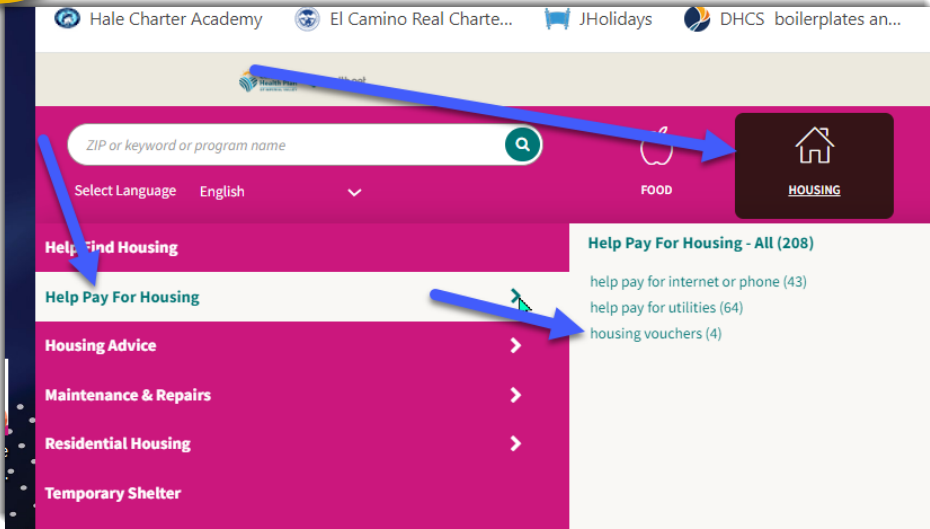 Hale Charter Academy
El Camino Real Charte...
JHolidays
DHCS boilerplates an...
Health Plan
ZIP or keyword or program name
Select Language English
FOOD
HOUSING
Help Find Housing
Help Pay For Housing
Housing Advice
Maintenance & Repairs
Residential Housing
Temporary Shelter
Help Pay For Housing - All (208)
help pay for internet or phone (43)
help pay for utilities (64)
housing vouchers (4)